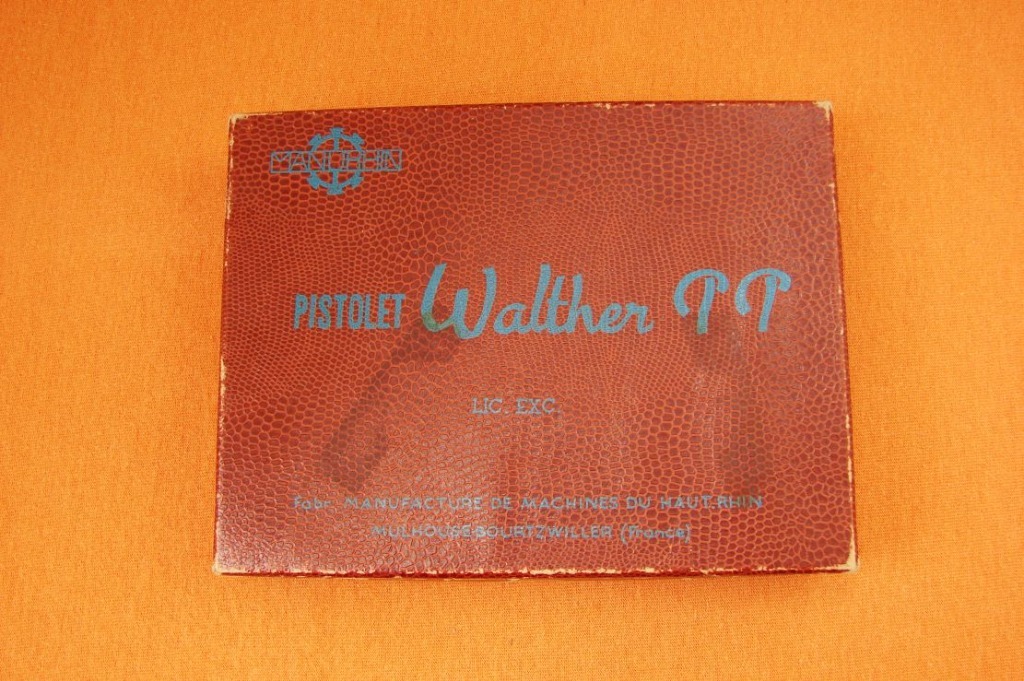 MANURHIN
PISTOLET Walther PP
LIC. EXC.
Fabr. MANUFACTURE DE MACHINES DU HAUT-RHIN
MULHOUSE-BOURTZWILLER (France)